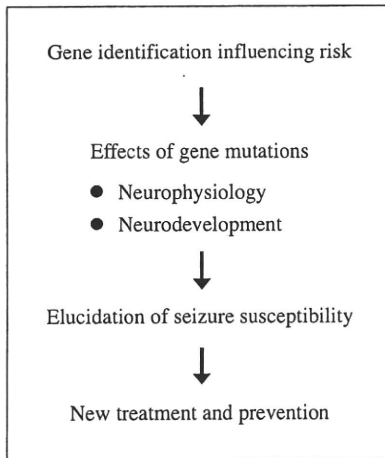 Gene identification influencing risk
Effects of gene mutations
● Neurophysiology
● Neurodevelopment
Elucidation of seizure susceptibility
New treatment and prevention